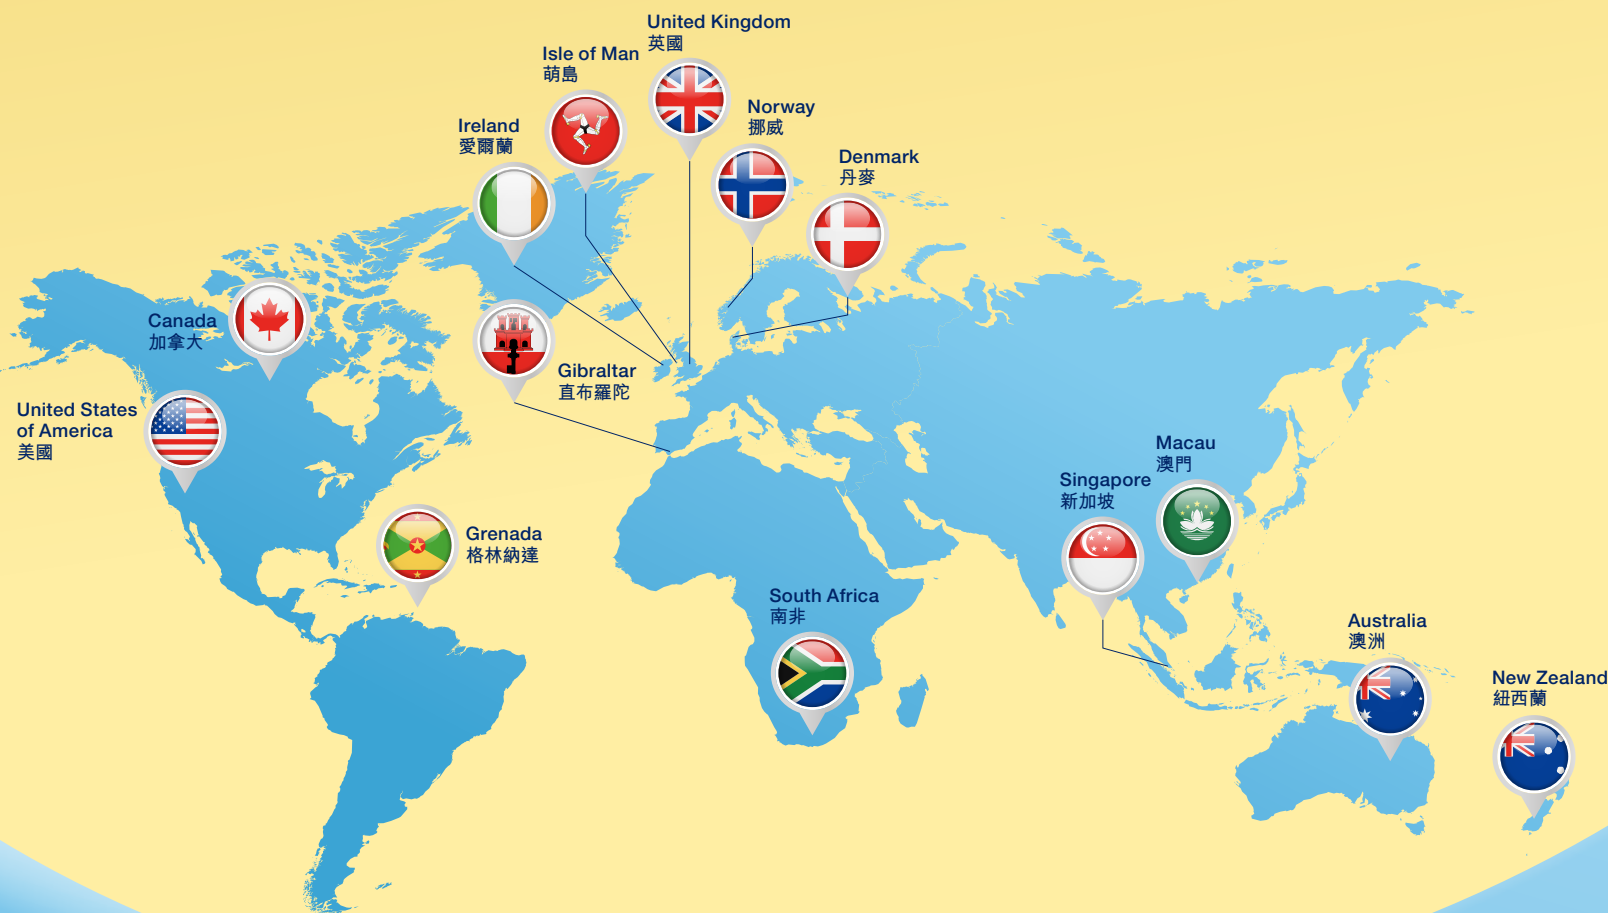 United Kingdom
英國
Isle of Man
萌島
Norway
挪威
Ireland
愛爾蘭
Denmark
丹麥
Canada
加拿大
Gibraltar
直布羅陀
United States
of America
美國
Macau
澳門
Singapore
新加坡
Grenada
格林納達
South Africa
南非
Australia
澳洲
New Zealand
紐西蘭